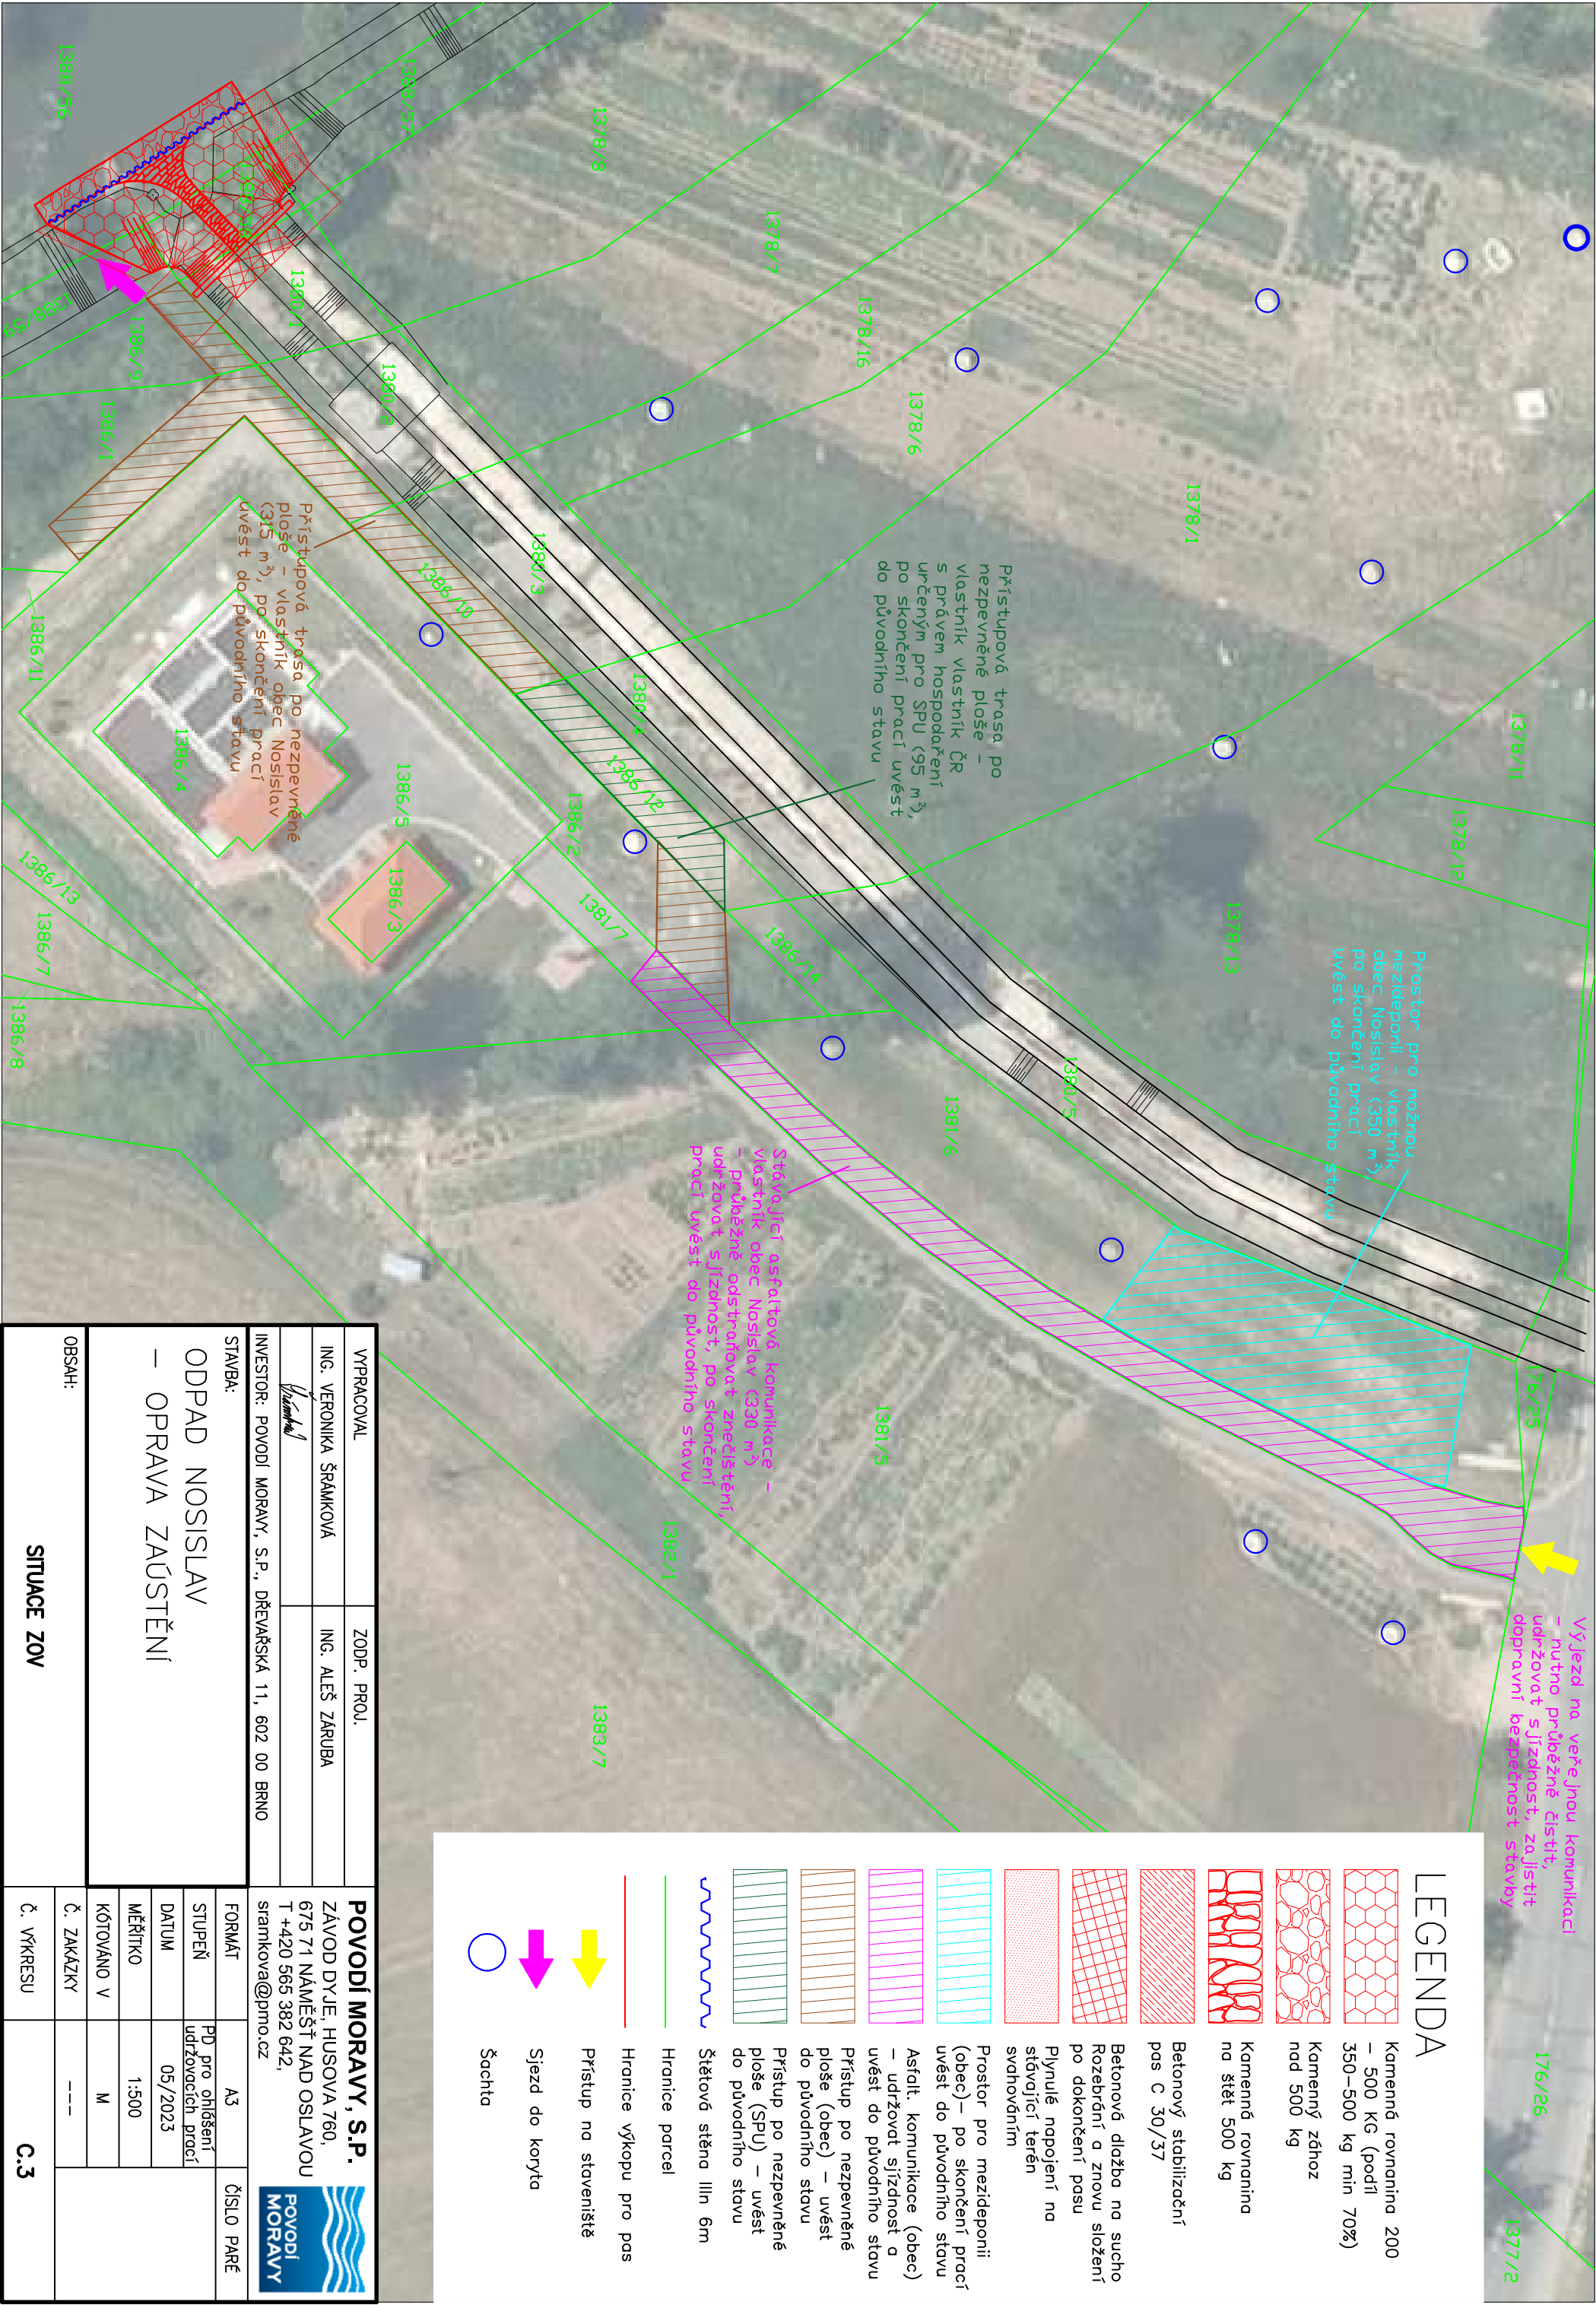 Výjezd na veřejnou komunikaci
- nutno průběžně čistit,
udržovat sjízdnost, zajistit
dopravní bezpečnost stavby
Prostor pro možnou
mezideponii - vlastník
obec Nosislav (350 m²),
po skončení prací
uvést do původního stavu
Přístupová trasa po
nezpevněné ploše -
vlastník vlastník ČR
s právem hospodaření
určeným pro SPU (95 m²),
po skončení prací uvést
do původního stavu
Stávající asfaltová komunikace -
vlastník obec Nosislav (330 m²)
- průběžně odstraňovat znečištění,
udržovat sjízdnost, po skončení
prací uvést do původního stavu
Přístupová trasa po nezpevněné
ploše - vlastník obec Nosislav
(315 m²), po skončení prací
uvést do původního stavu
176/26
1377/2
176/25
1378/11
1378/12
1378/13
1378/1
1378/6
1378/16
1378/7
1378/8
1388/57
1388/56
1388/59
1380/1
1380/2
1380/3
1380/4
1380/5
1381/6
1381/5
1381/7
1382/1
1383/7
1386/14
1386/12
1386/10
1386/2
1386/5
1386/3
1386/4
1386/9
1386/1
1386/11
1386/13
1386/7
1386/8
LEGENDA
Kamenná rovnanina 200
– 500 KG (podíl
350–500 kg min 70%)
Kamenný zához
nad 500 kg
Kamenná rovnanina
na štět 500 kg
Betonový stabilizační
pas C 30/37
Betonová dlažba na sucho
Rozebrání a znovu složení
po dokončení pasu
Plynulé napojení na
stávající terén
svahováním
Prostor pro mezideponii
(obec)– po skončení prací
uvést do původního stavu
Asfalt. komunikace (obec)
– udržovat sjízdnost a
uvést do původního stavu
Přístup po nezpevněné
ploše (obec) – uvést
do původního stavu
Přístup po nezpevněné
ploše (SPU) – uvést
do původního stavu
Štětová stěna IIIn 6m
Hranice parcel
Hranice výkopu pro pas
Přístup na staveniště
Sjezd do koryta
Šachta
VYPRACOVAL
ZODP. PROJ.
ING. VERONIKA ŠRÁMKOVÁ
ING. ALEŠ ZÁRUBA
INVESTOR: POVODÍ MORAVY, S.P., DŘEVAŘSKÁ 11, 602 00 BRNO
STAVBA:
ODPAD NOSISLAV
– OPRAVA ZAÚSTĚNÍ
OBSAH:
SITUACE ZOV
POVODÍ MORAVY, S.P.
ZÁVOD DYJE, HUSOVA 760,
675 71 NÁMĚŠŤ NAD OSLAVOU
T +420 565 382 642,
sramkova@pmo.cz
POVODÍ
MORAVY
FORMÁT
A3
ČÍSLO PARÉ
STUPEŇ
PD pro ohlášení
udržovacích prací
DATUM
05/2023
MĚŘÍTKO
1:500
KÓTOVÁNO V
M
Č. ZAKÁZKY
---
Č. VÝKRESU
C.3